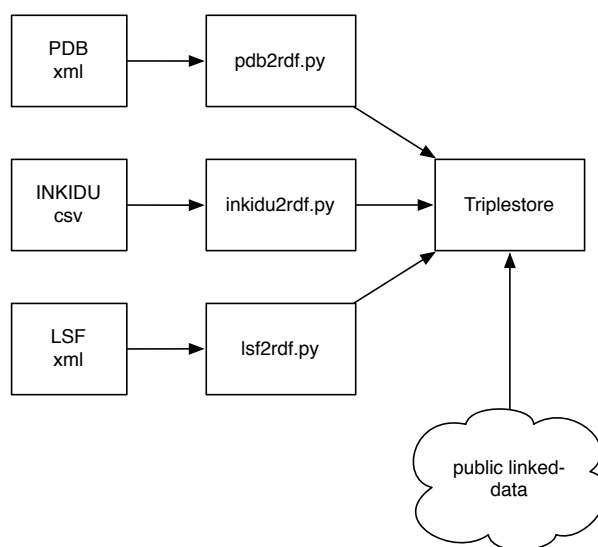 PDB
xml
pdb2rdf.py
INKIDU
csv
inkidu2rdf.py
Triplestore
LSF
xml
lsf2rdf.py
public linked-
data